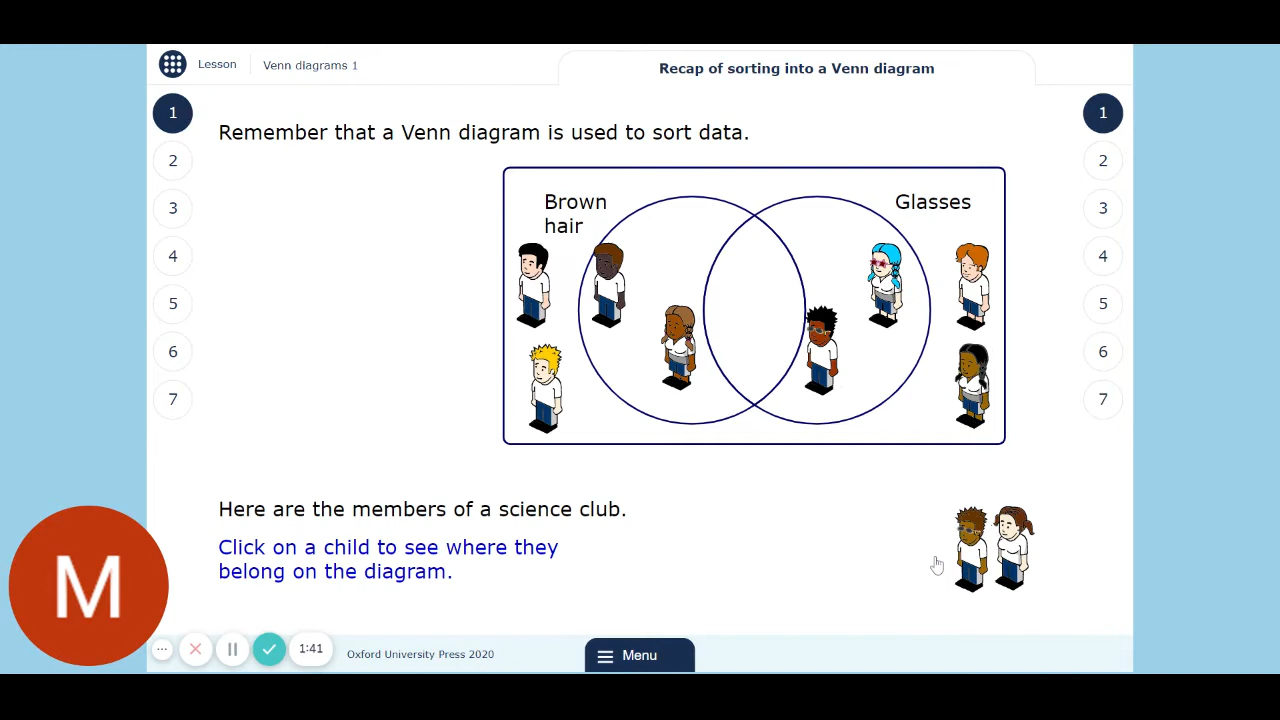 Lesson
Venn diagrams 1
Recap of sorting into a Venn diagram
1
2
3
4
5
6
7
1
2
3
4
5
6
7
Remember that a Venn diagram is used to sort data.
Brown
hair
Glasses
Here are the members of a science club.
Click on a child to see where they
belong on the diagram.
M
1:41
Oxford University Press 2020
Menu